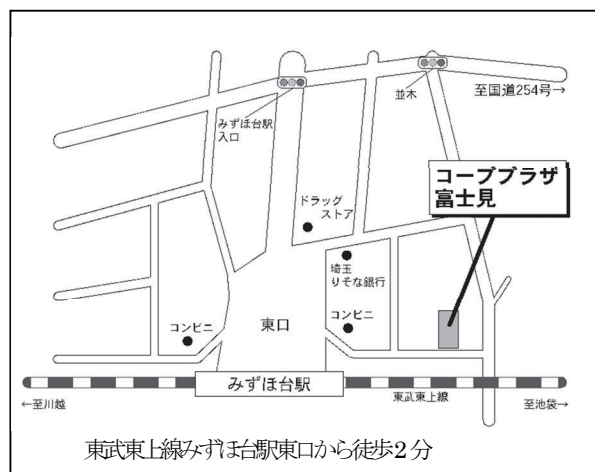 並木
至国道254号→
みずほ台駅
入口
コーププラザ
富士見
ドラッグ
ストア
埼玉
りそな銀行
コンビニ
東口
コンビニ
みずほ台駅
東武東上線
←至川越
至池袋→
東武東上線みずほ台駅東口から徒歩2分